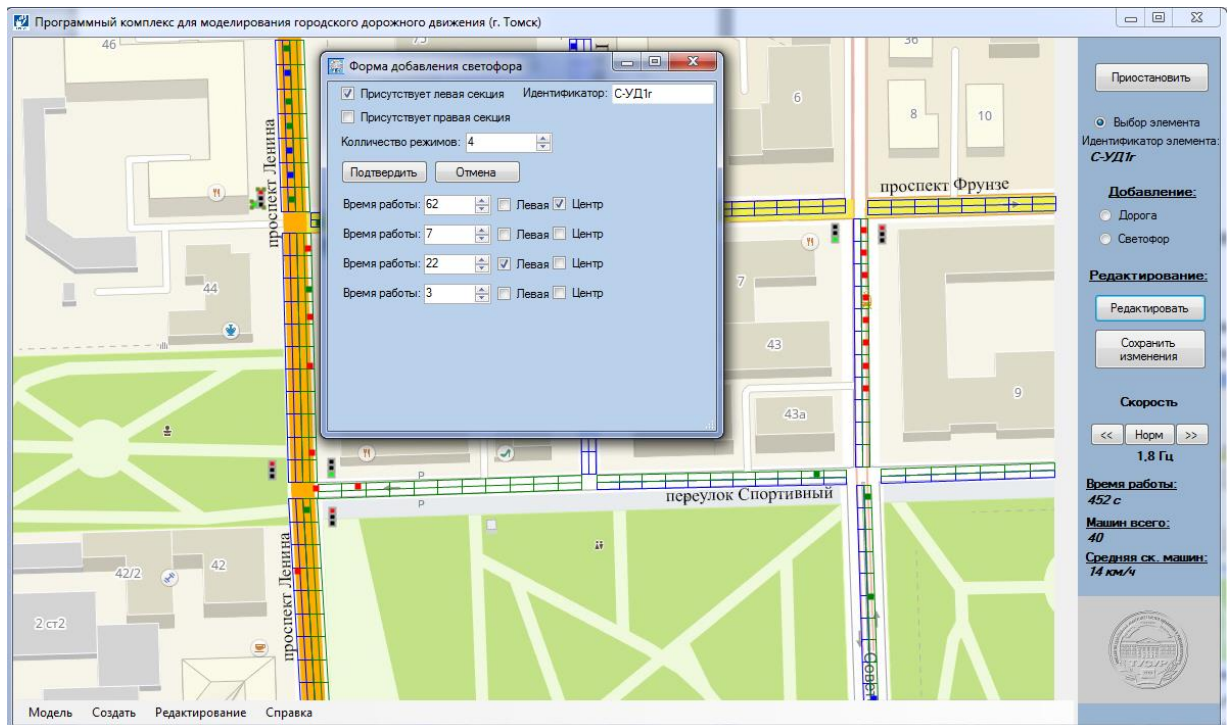 Программный комплекс для моделирования городского дорожного движения (г. Томск)
46
36
6
8
10
проспект Ленина
проспект Фрунзе
44
7
43
43а
9
переулок Спортивный
P
P
42/2
42
2 ст2
проспект Ленина
Форма добавления светофора
Присутствует левая секция
Идентификатор:
С-УД1г
Присутствует правая секция
Колличество режимов: 4
Подтвердить
Отмена
Время работы: 62 Левая Центр
Время работы: 7 Левая Центр
Время работы: 22 Левая Центр
Время работы: 3 Левая Центр
Приостановить
Выбор элемента
Идентификатор элемента:
С-УД1г
Добавление:
Дорога
Светофор
Редактирование:
Редактировать
Сохранить
изменения
Скорость
<< Норм >>
1,8 Гц
Время работы:
452 с
Машин всего:
40
Средняя ск. машин:
14 км/ч
ТУСУР
Модель Создать Редактирование Справка